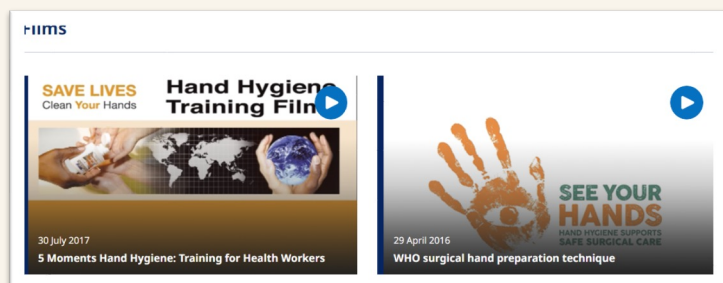 Films
SAVE LIVES
Clean Your Hands
Hand Hygiene
Training Film
30 July 2017
5 Moments Hand Hygiene: Training for Health Workers
SEE YOUR
HANDS
HAND HYGIENE SUPPORTS
SAFE SURGICAL CARE
29 April 2016
WHO surgical hand preparation technique